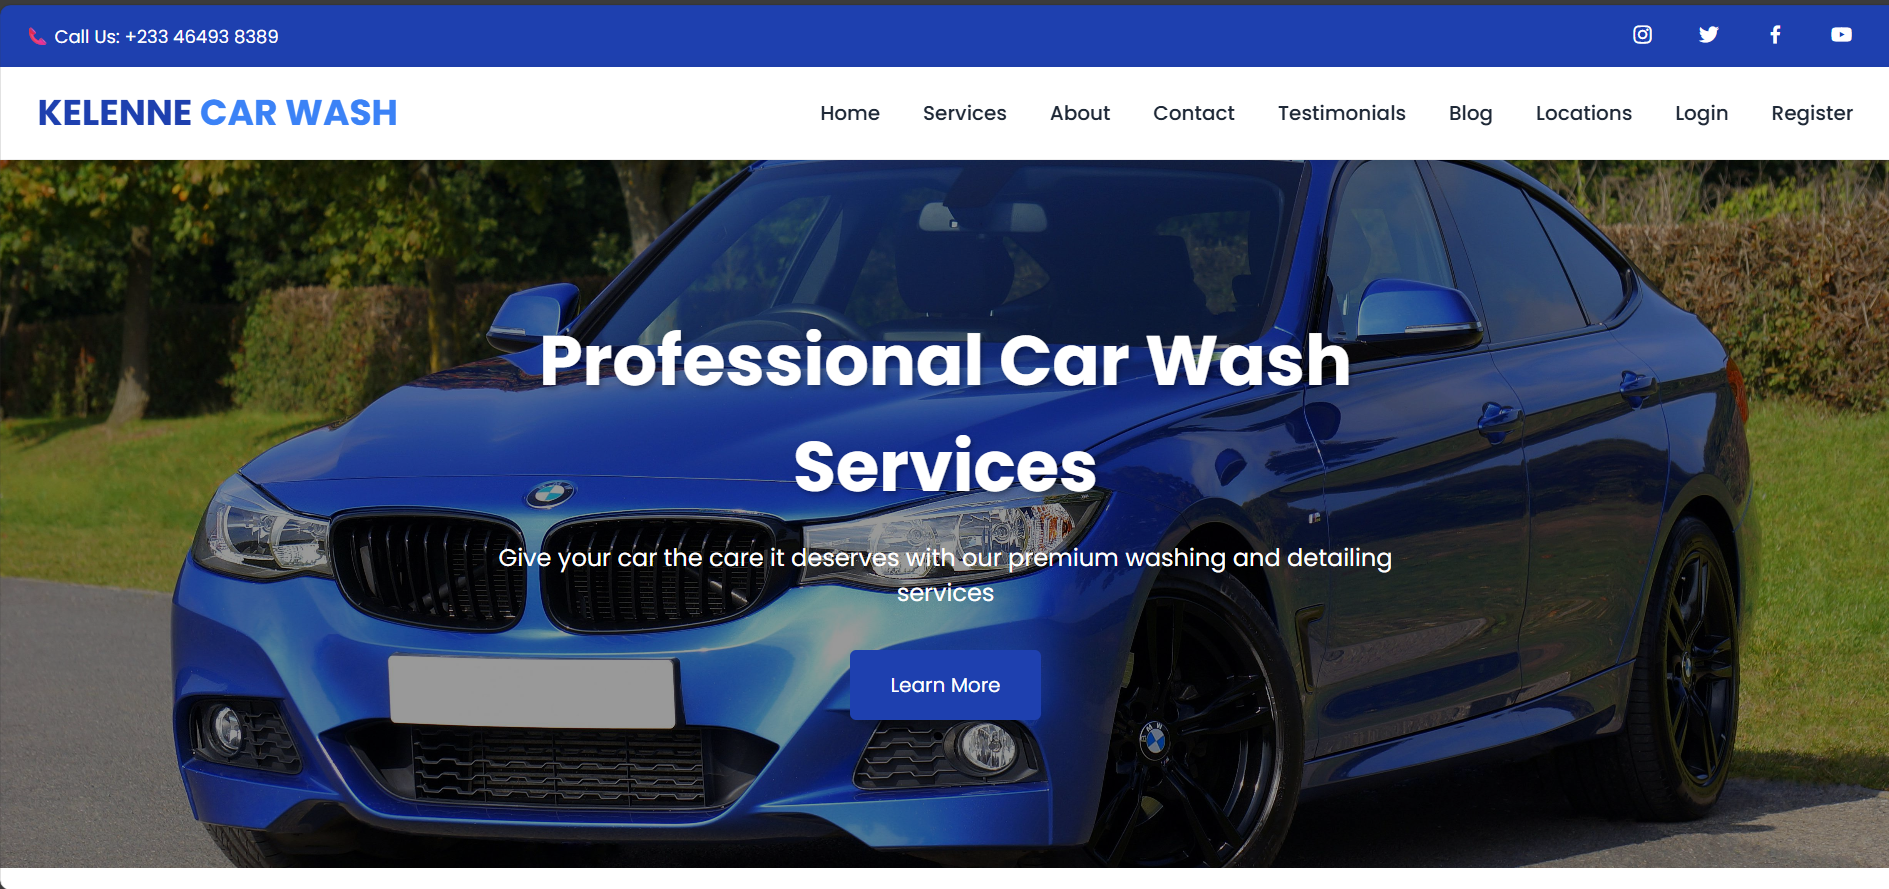 Call Us: +233 46493 8389
KELENNE CAR WASH
Home Services About Contact Testimonials Blog Locations Login Register
Professional Car Wash
Services
Give your car the care it deserves with our premium washing and detailing
services
Learn More